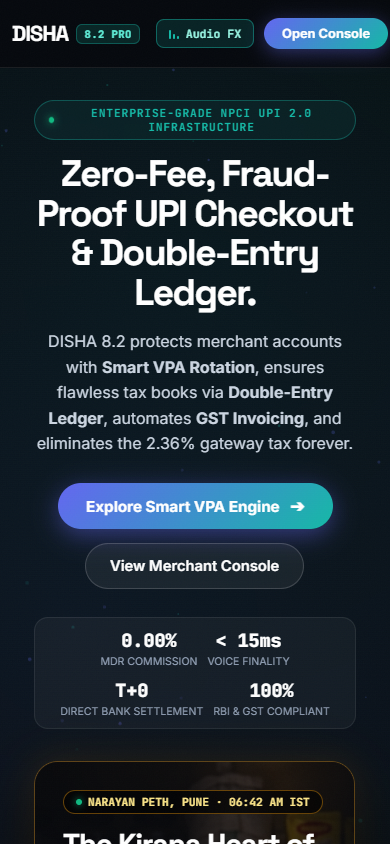 DISHA 8.2 PRO Audio FX Open Console
ENTERPRISE-GRADE NPCI UPI 2.0
INFRASTRUCTURE
Zero-Fee, Fraud-
Proof UPI Checkout
& Double-Entry
Ledger.
DISHA 8.2 protects merchant accounts
with Smart VPA Rotation, ensures
flawless tax books via Double-Entry
Ledger, automates GST Invoicing, and
eliminates the 2.36% gateway tax forever.
Explore Smart VPA Engine ➔
View Merchant Console
0.00% < 15ms
MDR COMMISSION VOICE FINALITY
T+0 100%
DIRECT BANK SETTLEMENT RBI & GST COMPLIANT
NARAYAN PETH, PUNE · 06:42 AM IST
The Kirana Heart of